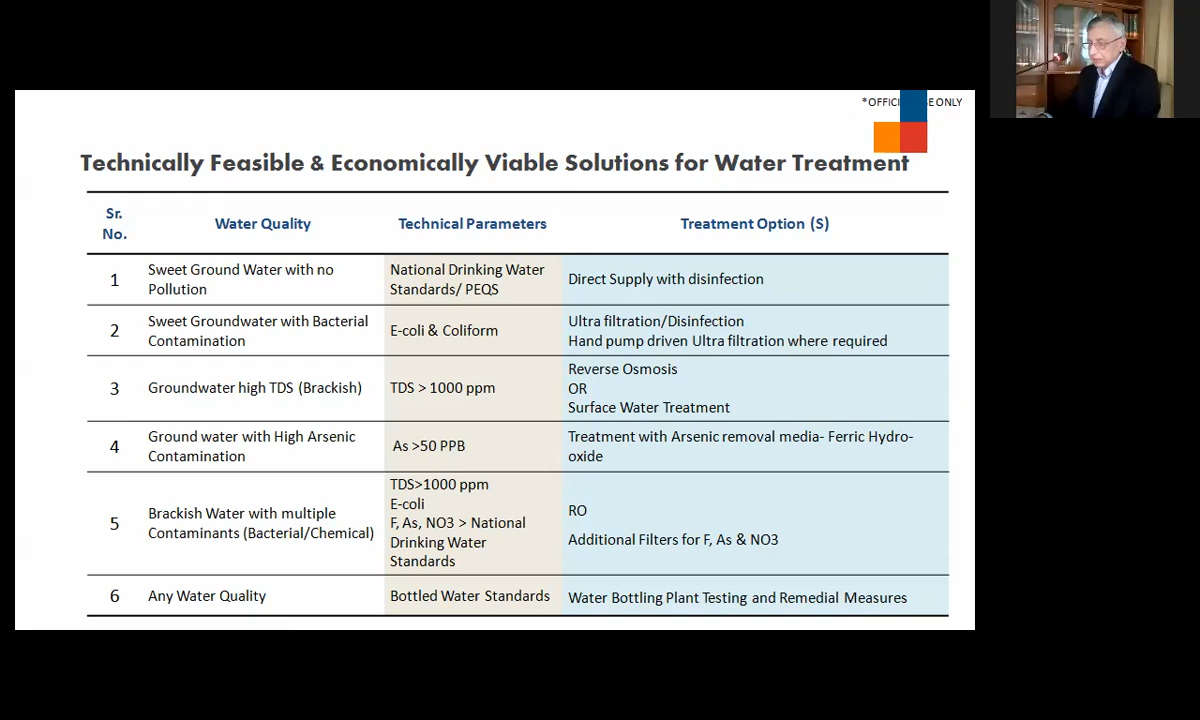 *OFFICI E ONLY
Technically Feasible & Economically Viable Solutions for Water Treatment
Sr. No.
Water Quality
Technical Parameters
Treatment Option (S)
1
Sweet Ground Water with no
Pollution
National Drinking Water
Standards/ PEQS
Direct Supply with disinfection
2
Sweet Groundwater with Bacterial
Contamination
E-coli & Coliform
Ultra filtration/Disinfection
Hand pump driven Ultra filtration where required
3
Groundwater high TDS (Brackish)
TDS > 1000 ppm
Reverse Osmosis
OR
Surface Water Treatment
4
Ground water with High Arsenic
Contamination
As >50 PPB
Treatment with Arsenic removal media- Ferric Hydro-
oxide
5
Brackish Water with multiple
Contaminants (Bacterial/Chemical)
TDS>1000 ppm
E-coli
F, As, NO3 > National
Drinking Water
Standards
RO
Additional Filters for F, As & NO3
6
Any Water Quality
Bottled Water Standards
Water Bottling Plant Testing and Remedial Measures